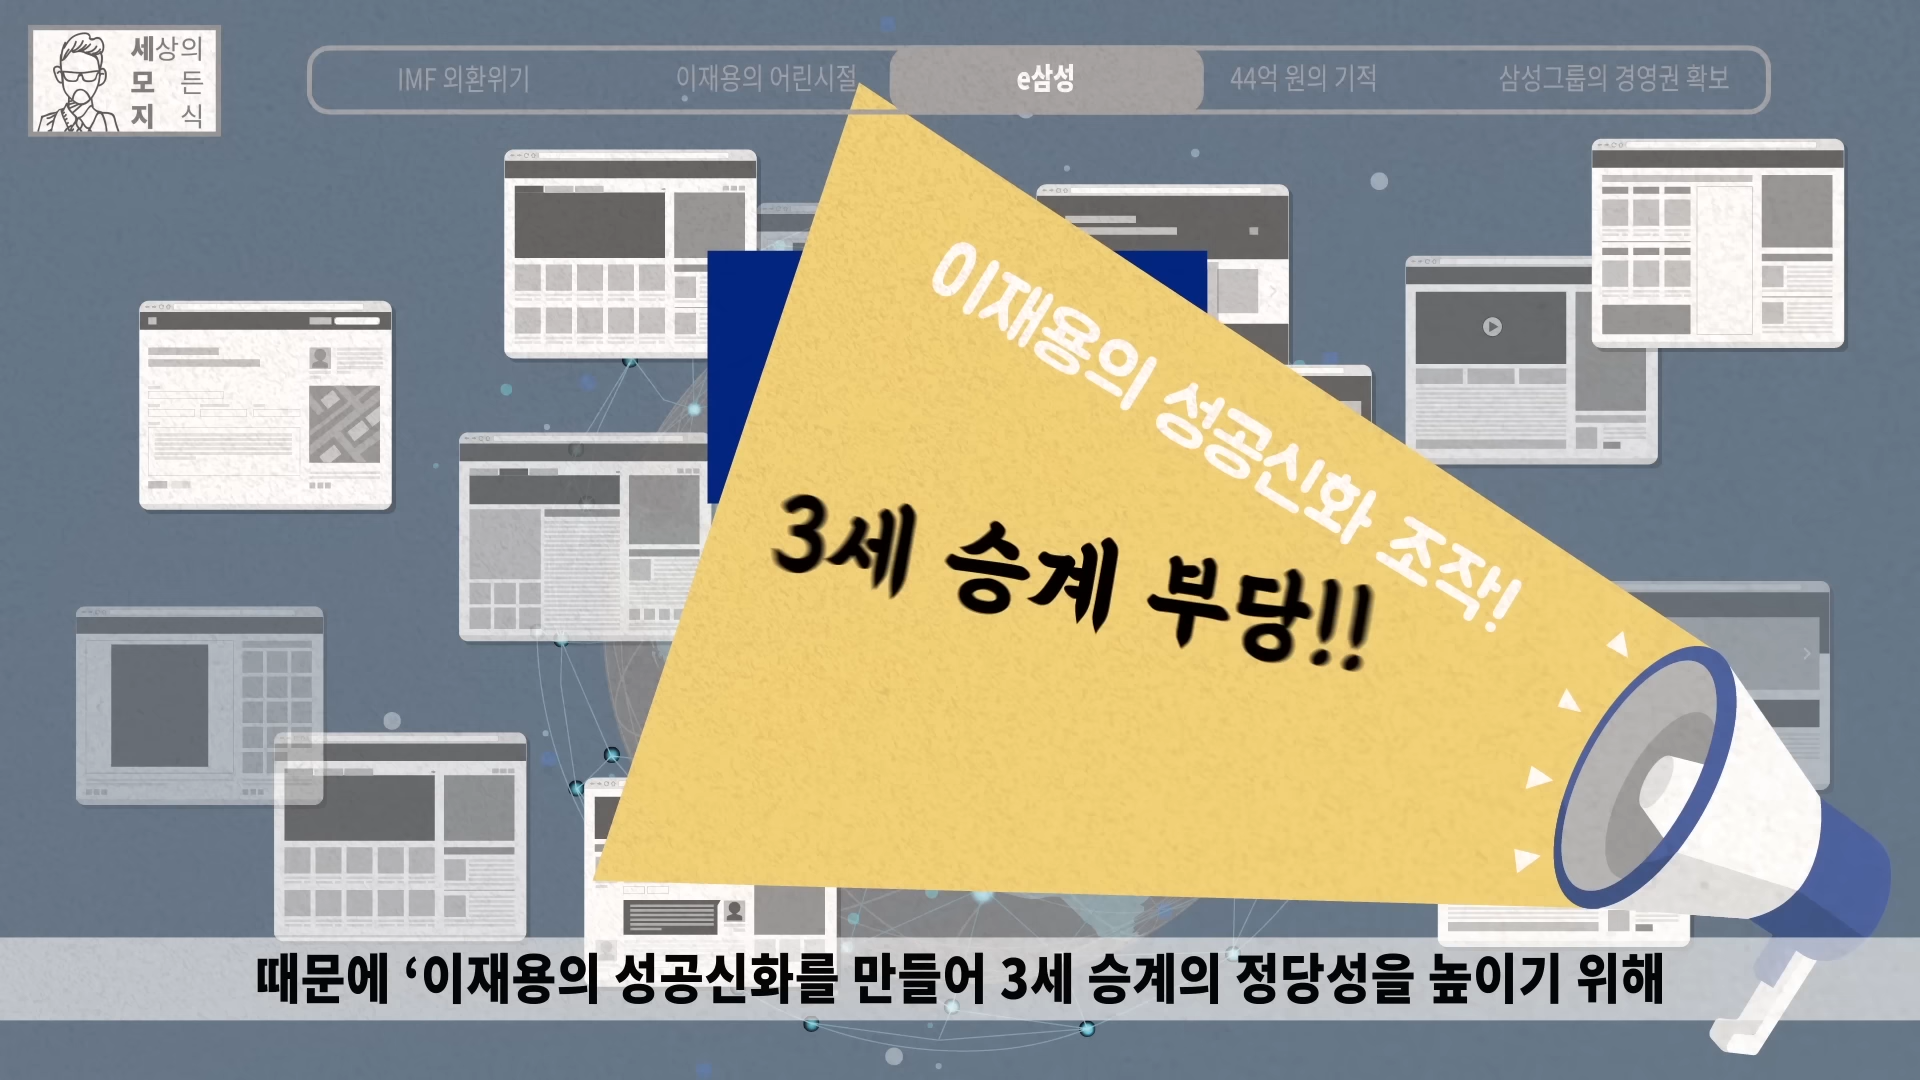 세상의
모든
지식
IMF 외환위기
이재용의 어린시절
e삼성
44억 원의 기적
삼성그룹의 경영권 확보
이재용의 성공신화 조작!
3세 승계 부당!!
때문에 ‘이재용의 성공신화를 만들어 3세 승계의 정당성을 높이기 위해